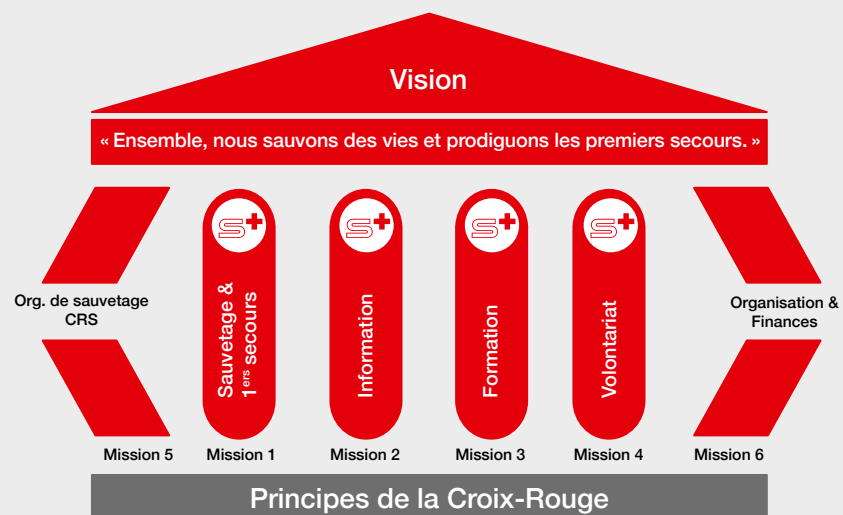 Vision
« Ensemble, nous sauvons des vies et prodiguons les premiers secours. »
Org. de sauvetage
CRS
s+
Sauvetage &
1ers secours
s+
Information
s+
Formation
s+
Volontariat
Organisation &
Finances
Mission 5
Mission 1
Mission 2
Mission 3
Mission 4
Mission 6
Principes de la Croix-Rouge